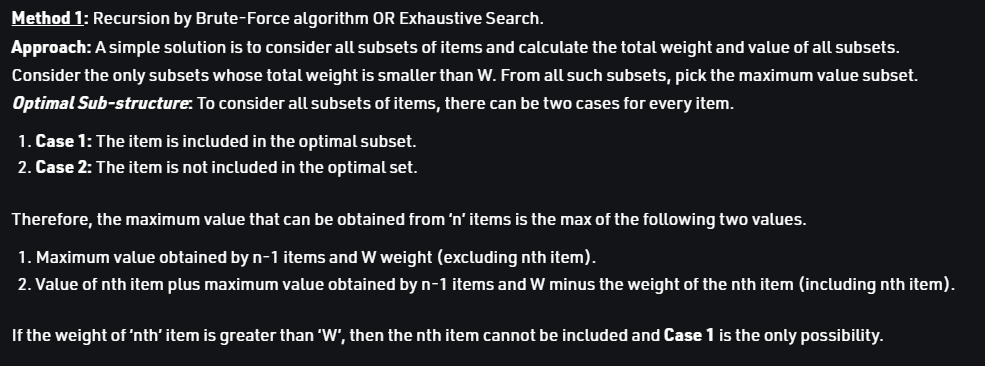 Method 1: Recursion by Brute-Force algorithm OR Exhaustive Search.
Approach: A simple solution is to consider all subsets of items and calculate the total weight and value of all subsets.
Consider the only subsets whose total weight is smaller than W. From all such subsets, pick the maximum value subset.
Optimal Sub-structure: To consider all subsets of items, there can be two cases for every item.
1. Case 1: The item is included in the optimal subset.
2. Case 2: The item is not included in the optimal set.
Therefore, the maximum value that can be obtained from ‘n’ items is the max of the following two values.
1. Maximum value obtained by n-1 items and W weight (excluding nth item).
2. Value of nth item plus maximum value obtained by n-1 items and W minus the weight of the nth item (including nth item).
If the weight of ‘nth’ item is greater than ‘W’, then the nth item cannot be included and Case 1 is the only possibility.